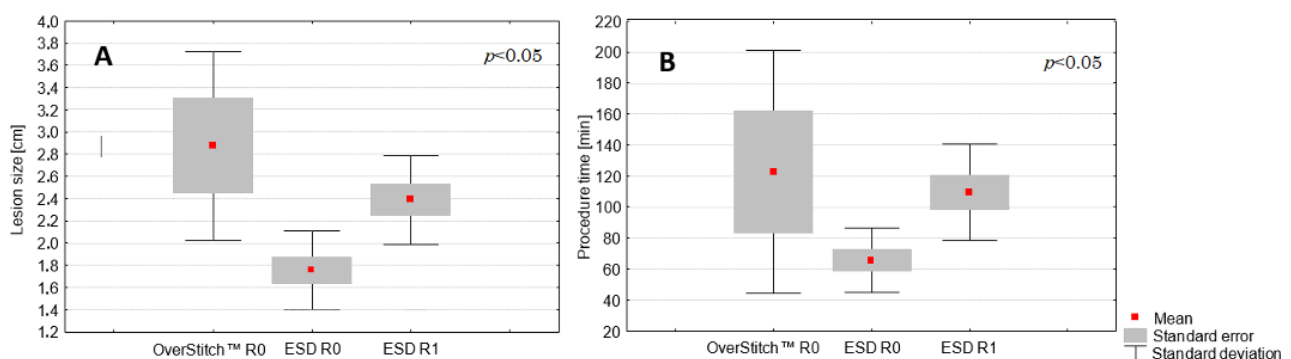 A
p<0.05
Lesion size [cm]
4.0
3.8
3.6
3.4
3.2
3.0
2.8
2.6
2.4
2.2
2.0
1.8
1.6
1.4
1.2
OverStitch™ R0 ESD R0 ESD R1
B
p<0.05
Procedure time [min]
220
200
180
160
140
120
100
80
60
40
20
OverStitch™ R0 ESD R0 ESD R1
Mean
Standard error
Standard deviation